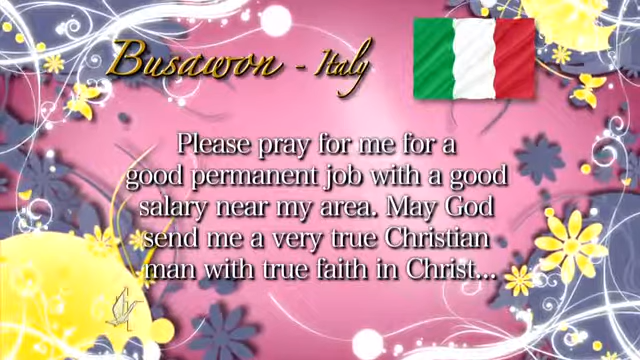 Busawon - Italy
Please pray for me for a
good permanent job with a good
salary near my area. May God
send me a very true Christian
man with true faith in Christ...